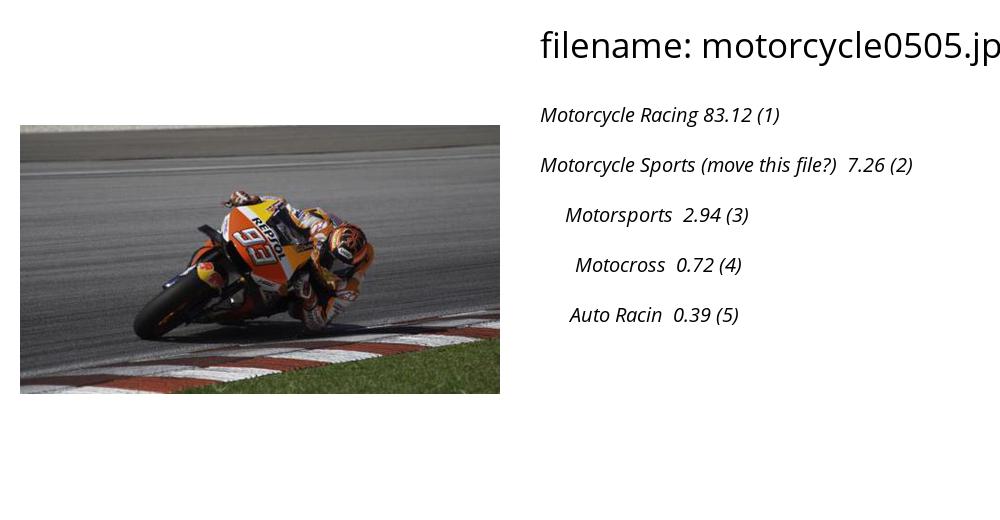 filename: motorcycle0505.jp
Motorcycle Racing 83.12 (1)
Motorcycle Sports (move this file?) 7.26 (2)
Motorsports 2.94 (3)
Motocross 0.72 (4)
Auto Racin 0.39 (5)
REPSOL
93